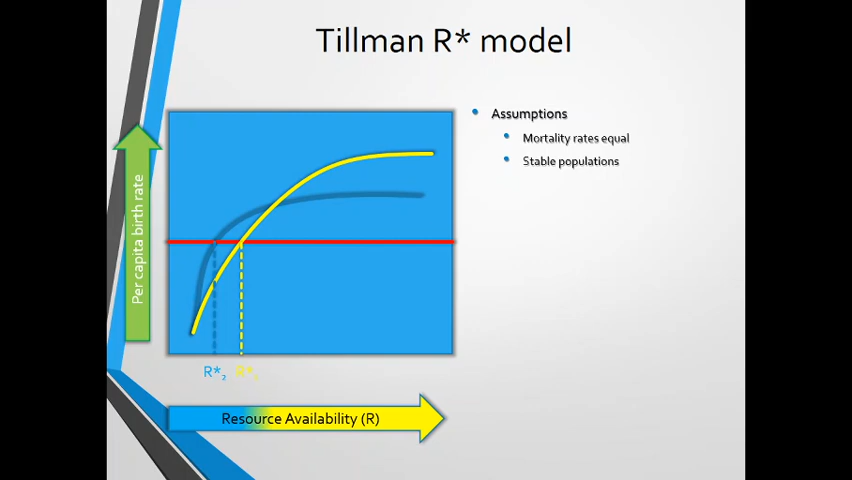 Tillman R* model
Assumptions
Mortality rates equal
Stable populations
Per capita birth rate
R*2 R*
Resource Availability (R)